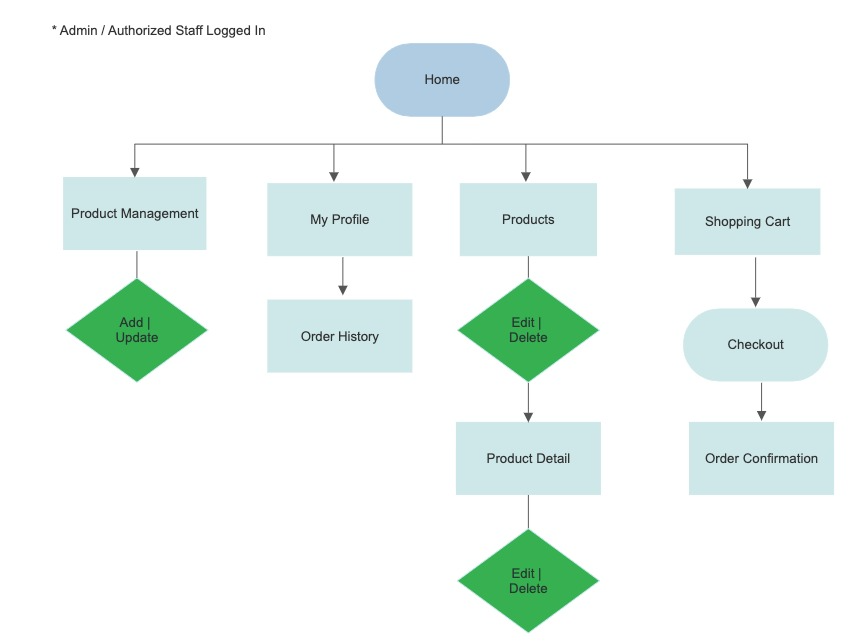 * Admin / Authorized Staff Logged In
Home
Product Management
My Profile
Products
Shopping Cart
Add |
Update
Order History
Edit |
Delete
Checkout
Product Detail
Order Confirmation
Edit |
Delete